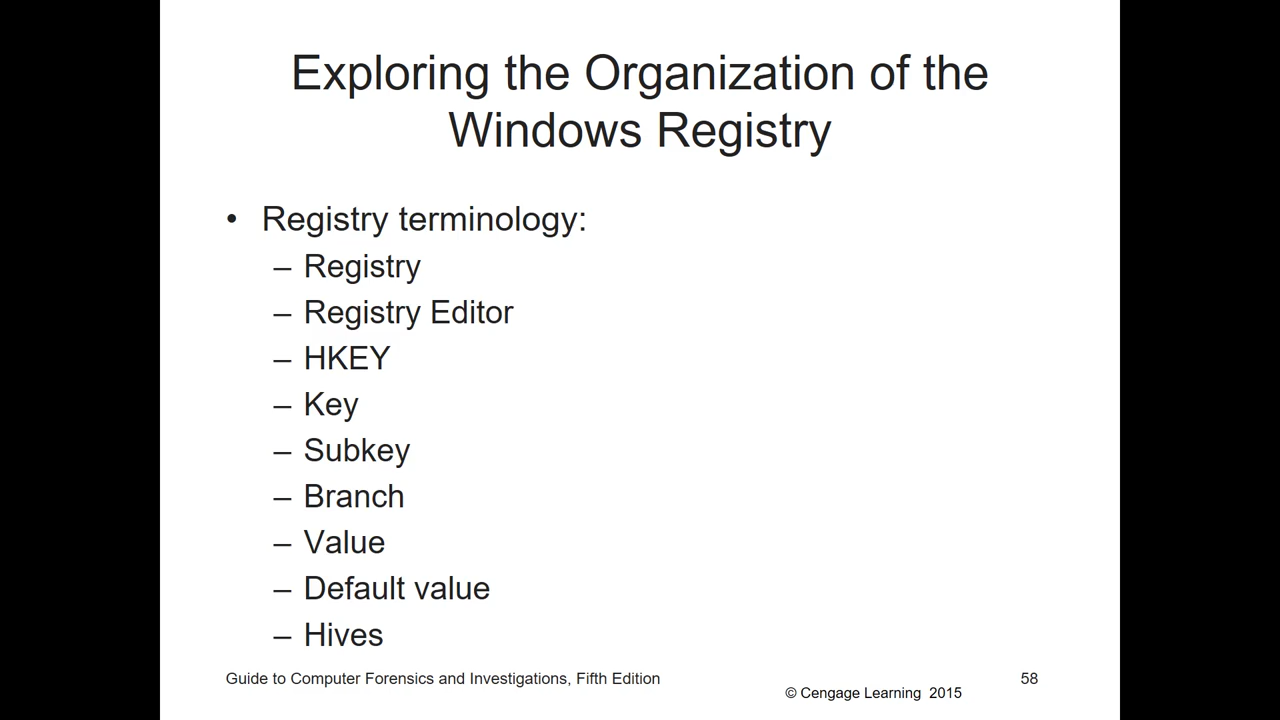 Exploring the Organization of the
Windows Registry
• Registry terminology:
– Registry
– Registry Editor
– HKEY
– Key
– Subkey
– Branch
– Value
– Default value
– Hives
Guide to Computer Forensics and Investigations, Fifth Edition
58
© Cengage Learning 2015